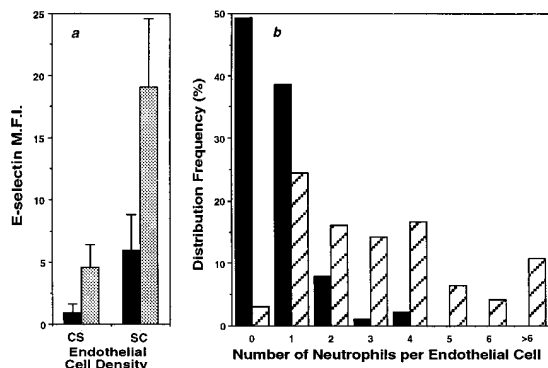 a
E-selectin M.F.I.
25
20
15
10
5
0
CS
SC
Endothelial
Cell Density
b
Distribution Frequency (%)
50
40
30
20
10
0
0
1
2
3
4
5
6
>6
Number of Neutrophils per Endothelial Cell